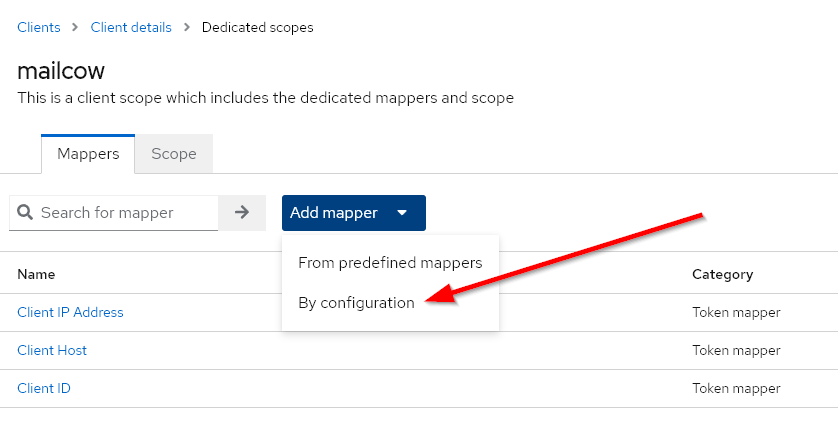 Clients > Client details > Dedicated scopes
mailcow
This is a client scope which includes the dedicated mappers and scope
Mappers Scope
Search for mapper Add mapper
From predefined mappers
By configuration
Name Category
Client IP Address Token mapper
Client Host Token mapper
Client ID Token mapper